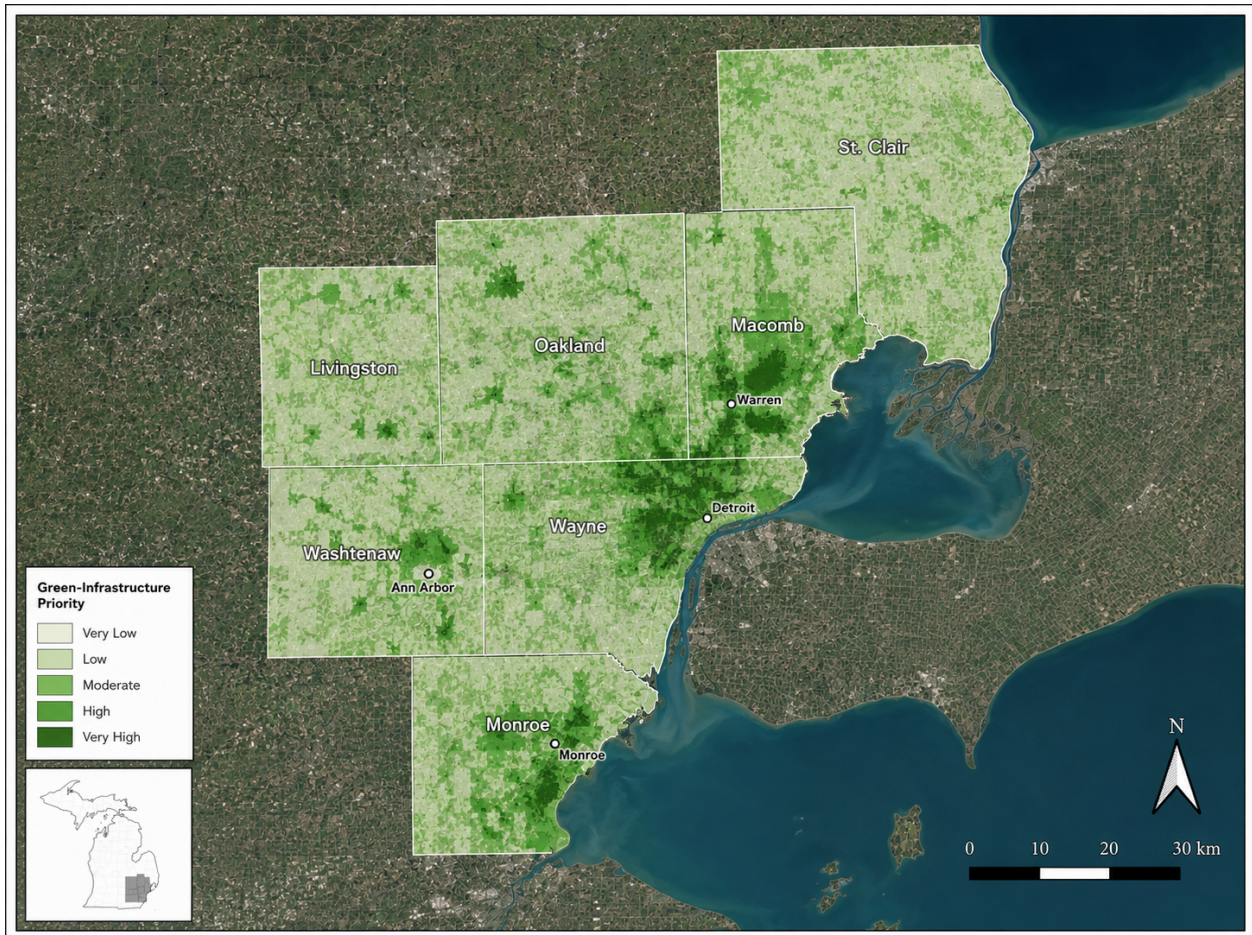 St. Clair
Macomb
Oakland
Livingston
Warren
Detroit
Wayne
Washtenaw
Ann Arbor
Monroe
Monroe
Green-Infrastructure
Priority
Very Low
Low
Moderate
High
Very High
N
0 10 20 30 km